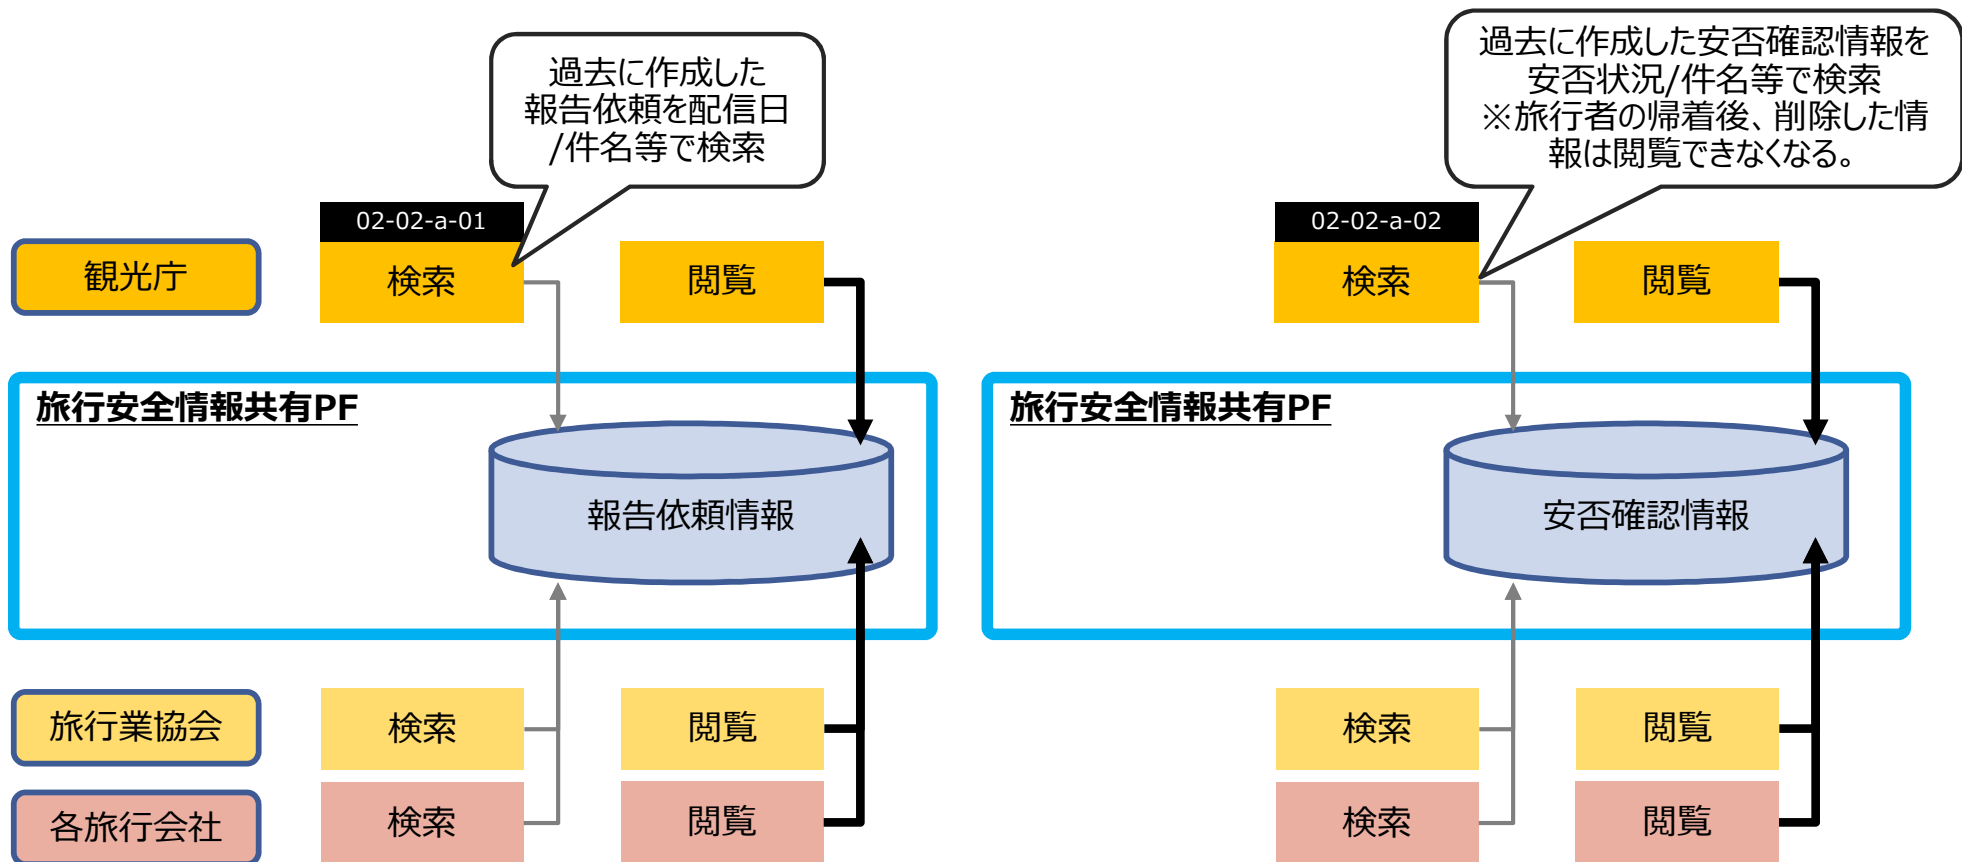 過去に作成した
報告依頼を配信日
/件名等で検索
過去に作成した安否確認情報を
安否状況/件名等で検索
※旅行者の帰着後、削除した情
報は閲覧できなくなる。
02-02-a-01
02-02-a-02
観光庁
検索
閲覧
検索
閲覧
旅行安全情報共有PF
旅行安全情報共有PF
報告依頼情報
安否確認情報
旅行業協会
検索
閲覧
検索
閲覧
各旅行会社
検索
閲覧
検索
閲覧